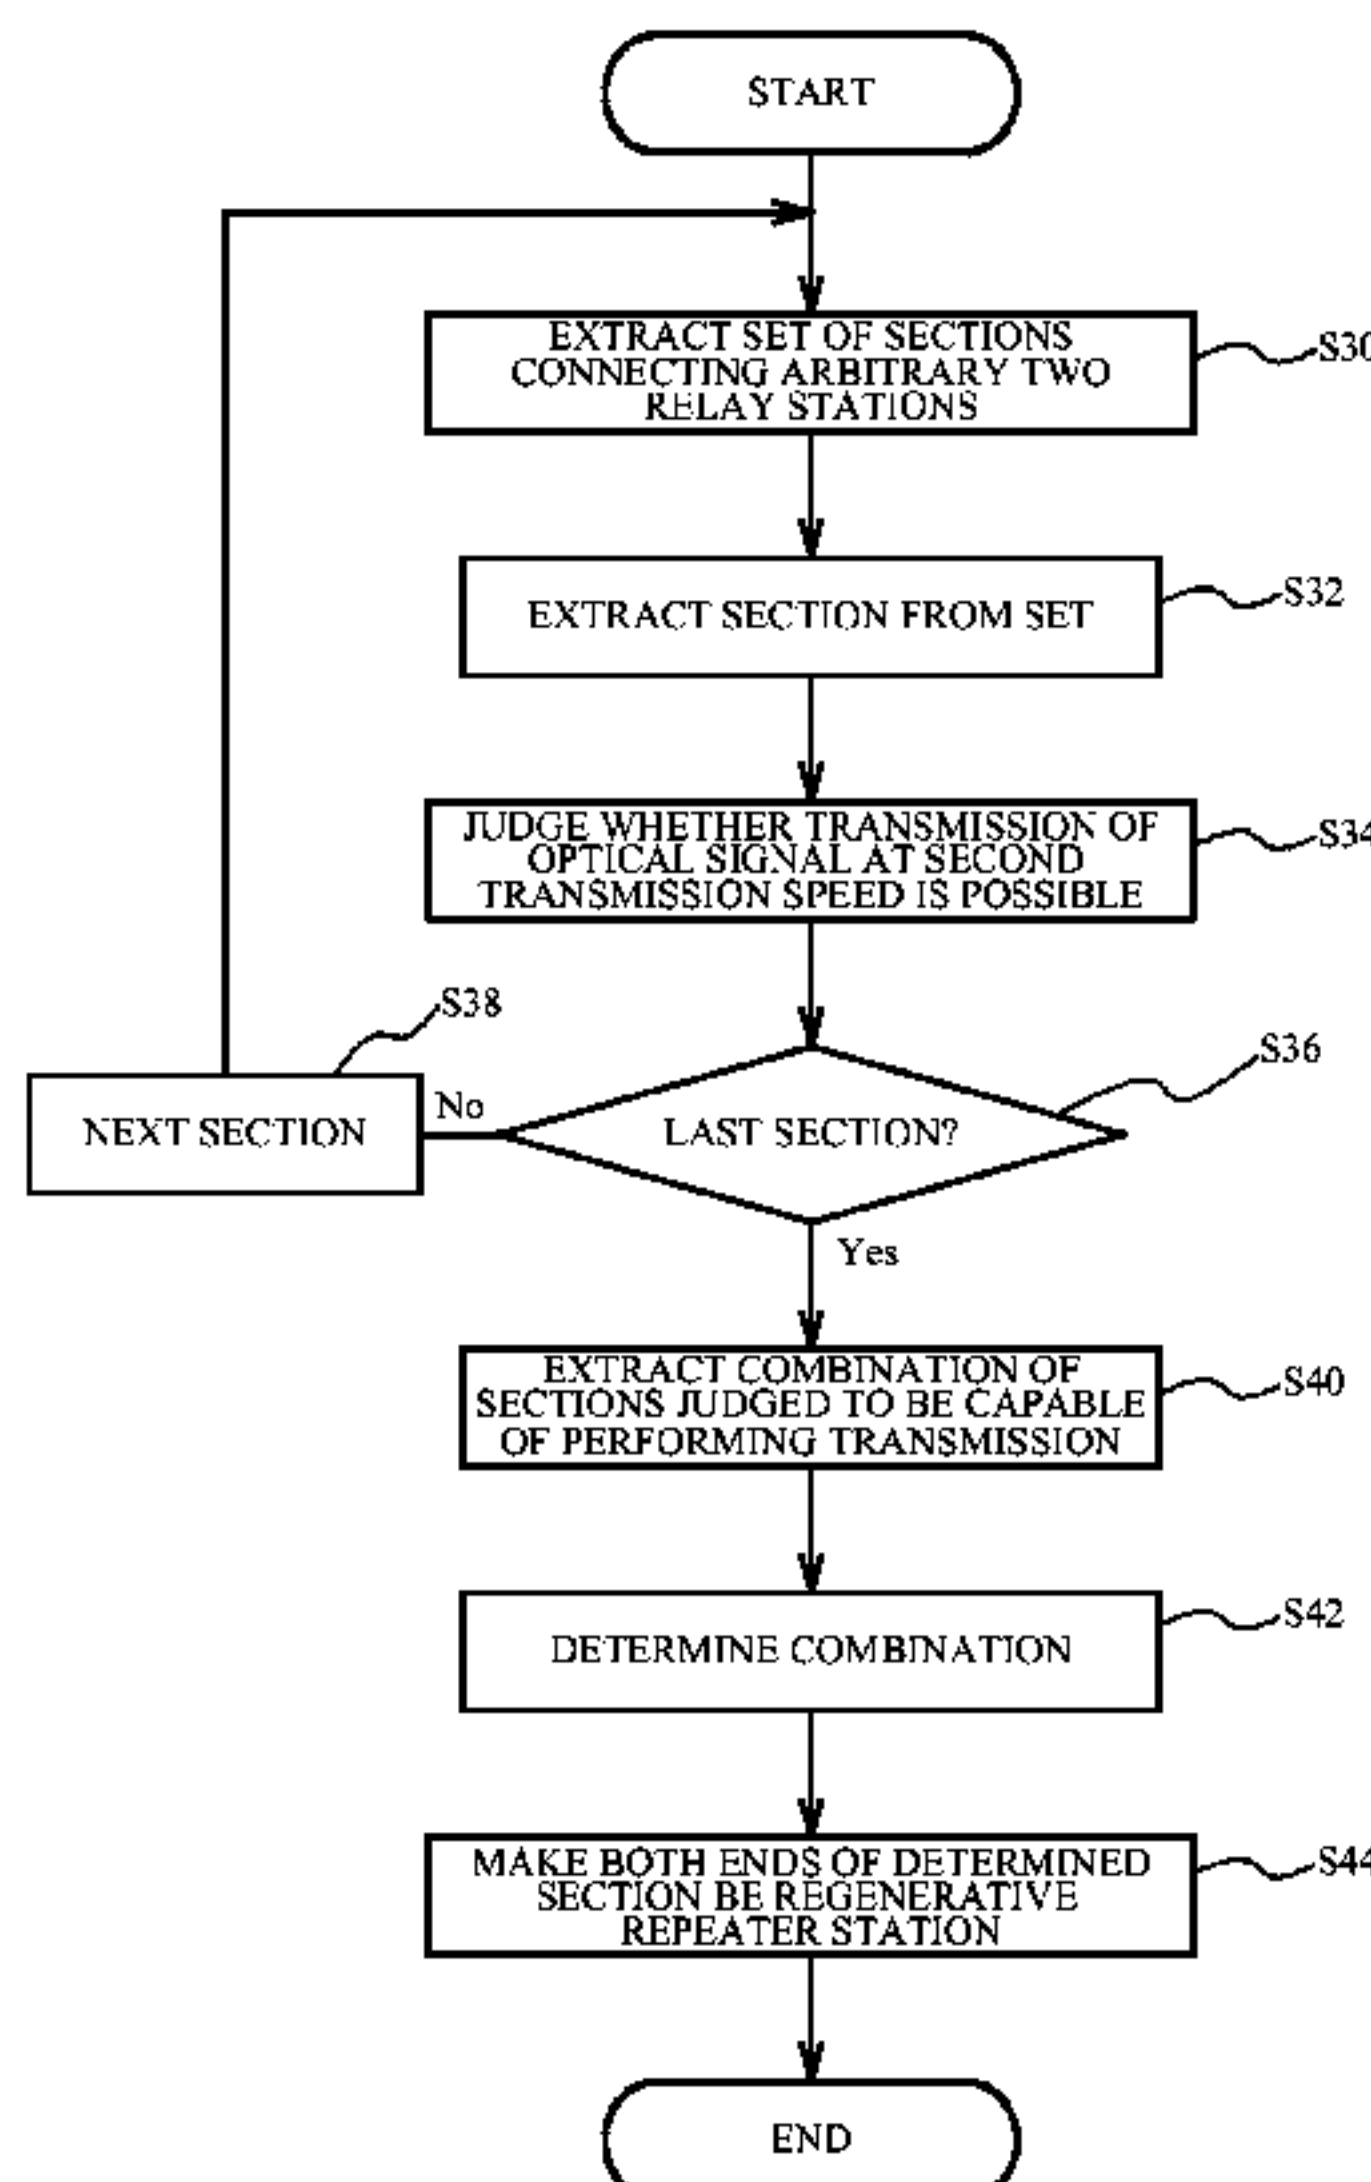 START
EXTRACT SET OF SECTIONS
CONNECTING ARBITRARY TWO
RELAY STATIONS
S30
EXTRACT SECTION FROM SET
S32
JUDGE WHETHER TRANSMISSION OF
OPTICAL SIGNAL AT SECOND
TRANSMISSION SPEED IS POSSIBLE
S34
S38
NEXT SECTION
No
LAST SECTION?
S36
Yes
EXTRACT COMBINATION OF
SECTIONS JUDGED TO BE CAPABLE
OF PERFORMING TRANSMISSION
S40
DETERMINE COMBINATION
S42
MAKE BOTH ENDS OF DETERMINED
SECTION BE REGENERATIVE
REPEATER STATION
S44
END